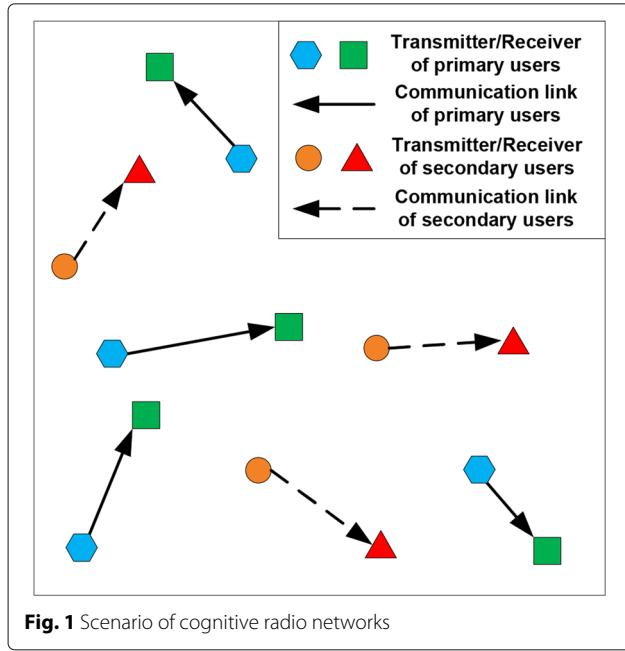 Transmitter/Receiver
of primary users
Communication link
of primary users
Transmitter/Receiver
of secondary users
Communication link
of secondary users
Fig. 1 Scenario of cognitive radio networks